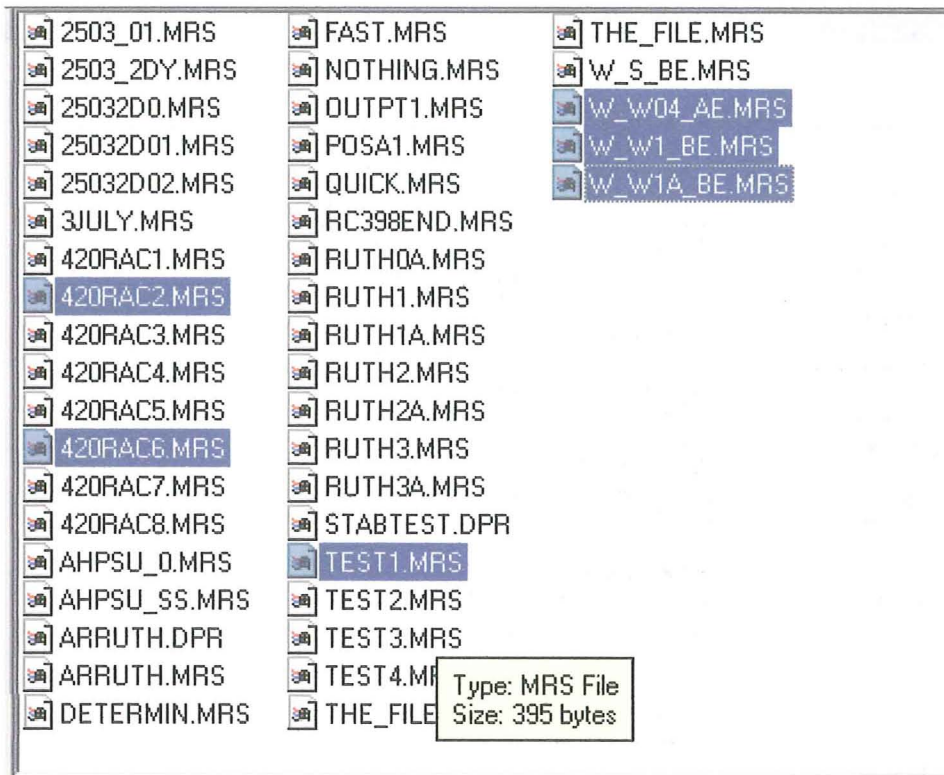 2503_01.MRS
2503_2DY.MRS
25032D0.MRS
25032D01.MRS
25032D02.MRS
3JULY.MRS
420RAC1.MRS
420RAC2.MRS
420RAC3.MRS
420RAC4.MRS
420RAC5.MRS
420RAC6.MRS
420RAC7.MRS
420RAC8.MRS
AHPSU_0.MRS
AHPSU_SS.MRS
ARRUTH.DPR
ARRUTH.MRS
DETERMIN.MRS
FAST.MRS
NOTHING.MRS
OUTPT1.MRS
POSA1.MRS
QUICK.MRS
RC398END.MRS
RUTH0A.MRS
RUTH1.MRS
RUTH1A.MRS
RUTH2.MRS
RUTH2A.MRS
RUTH3.MRS
RUTH3A.MRS
STABTEST.DPR
TEST1.MRS
TEST2.MRS
TEST3.MRS
TEST4.M
THE_FILE
Type: MRS File
Size: 395 bytes
THE_FILE.MRS
W_S_BE.MRS
W_W04_AE.MRS
W_W1_BE.MRS
W_W1A_BE.MRS